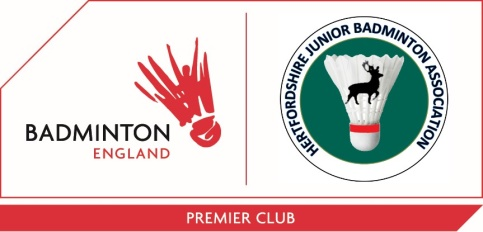 BADMINTON
ENGLAND
HERTFORDSHIRE JUNIOR BADMINTON ASSOCIATION
PREMIER CLUB